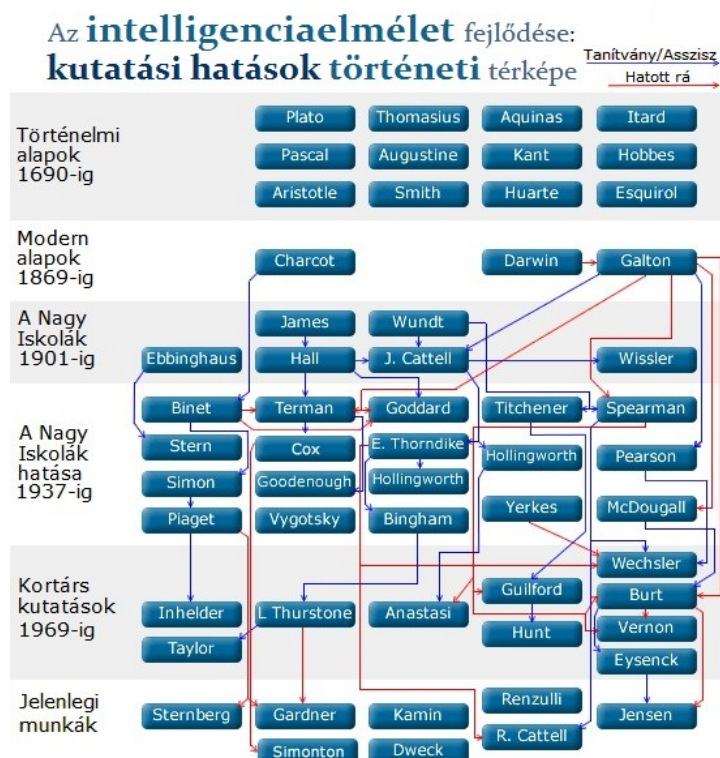 Az intelligenciaelmélet fejlődése:
kutatási hatások történeti térképe
Tanítvány/Asszisz
Hatott rá
Történelmi
alapok
1690-ig
Plato Thomasius Aquinas Itard
Pascal Augustine Kant Hobbes
Aristotle Smith Huarte Esquirol
Modern
alapok
1869-ig
Charcot Darwin Galton
A Nagy
Iskolák
1901-ig
James Wundt
Ebbinghaus Hall J. Cattell Wissler
A Nagy
Iskolák
hatása
1937-ig
Binet Terman Goddard Titchener Spearman
Stern Cox E. Thorndike Hollingworth Pearson
Simon Goodenough Hollingworth
Piaget Vygotsky Bingham Yerkes McDougall
Kortárs
kutatások
1969-ig
Wechsler
Guilford Burt
Inhelder L Thurstone Anastasi
Hunt Vernon
Taylor Eysenck
Jelenlegi
munkák
Renzulli
Sternberg Gardner Kamin Jensen
R. Cattell
Simonton Dweck